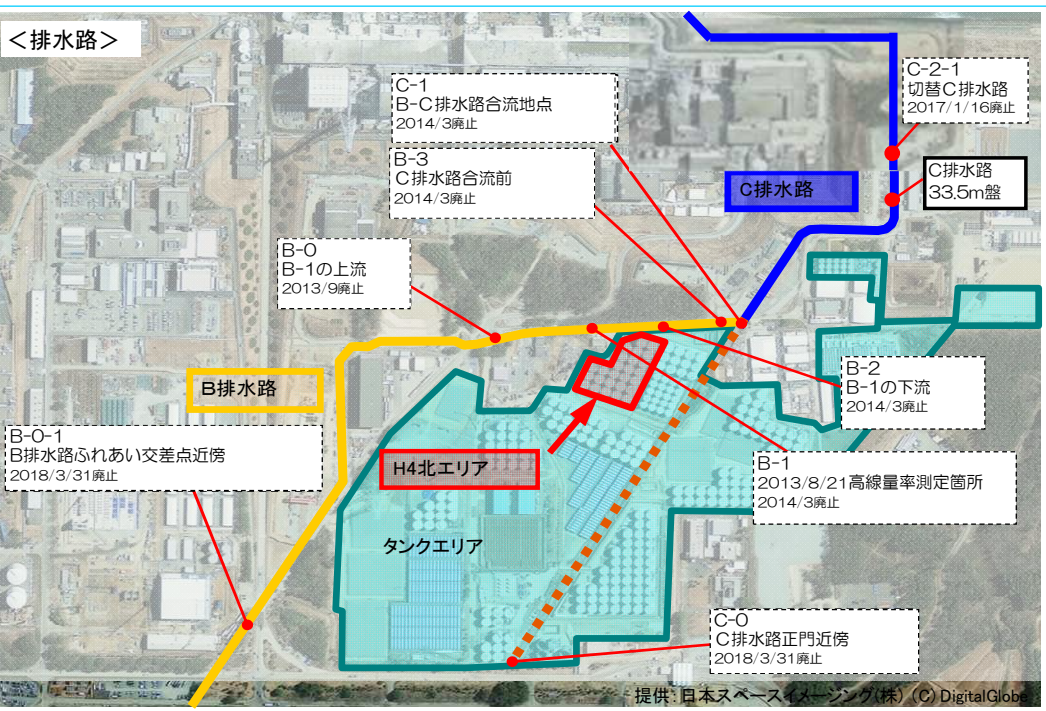 ＜排水路＞
C-1
B-C排水路合流地点
2014/3廃止
C-2-1
切替C排水路
2017/1/16廃止
B-3
C排水路合流前
2014/3廃止
C排水路
C排水路
33.5m盤
B-0
B-1の上流
2013/9廃止
B排水路
B-2
B-1の下流
2014/3廃止
B-0-1
B排水路ふれあい交差点近傍
2018/3/31廃止
H4北エリア
B-1
2013/8/21高線量率測定箇所
2014/3廃止
タンクエリア
C-0
C排水路正門近傍
2018/3/31廃止
提供：日本スペースイメージング(株) (C) DigitalGlobe